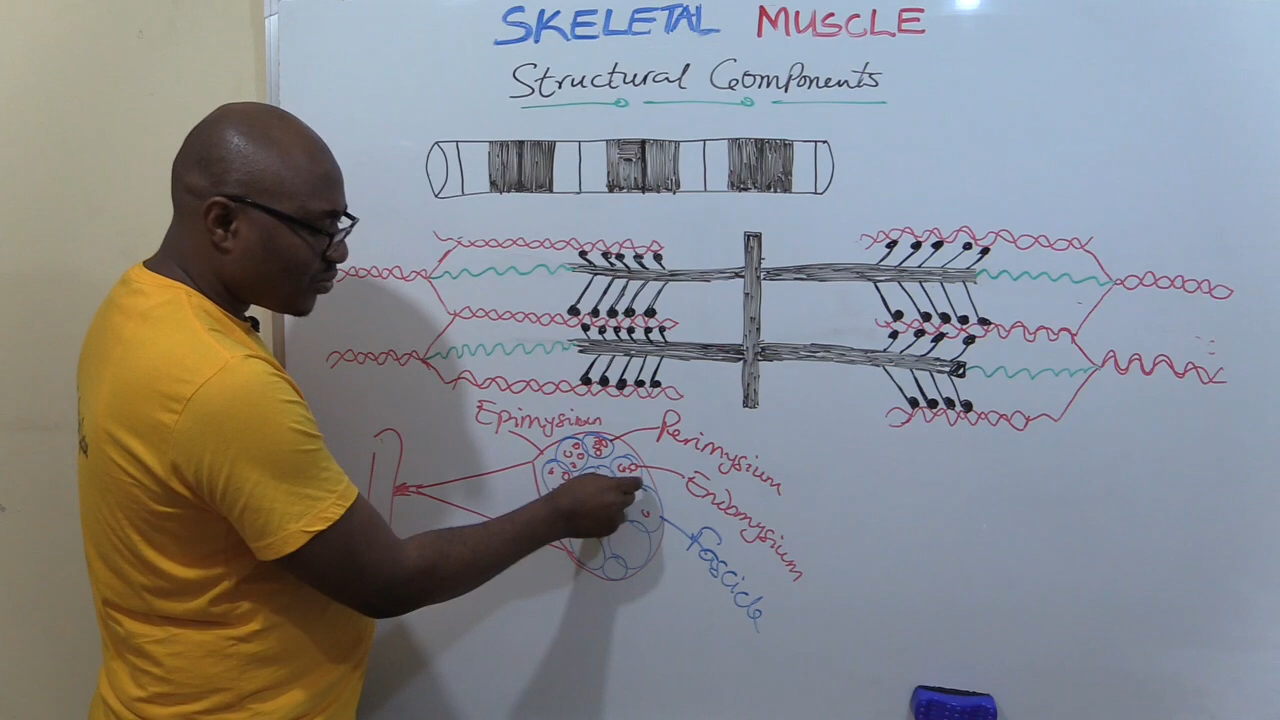 SKELETAL MUSCLE
Structural Components
Epimysium
Perimysium
Endomysium
Fascicle